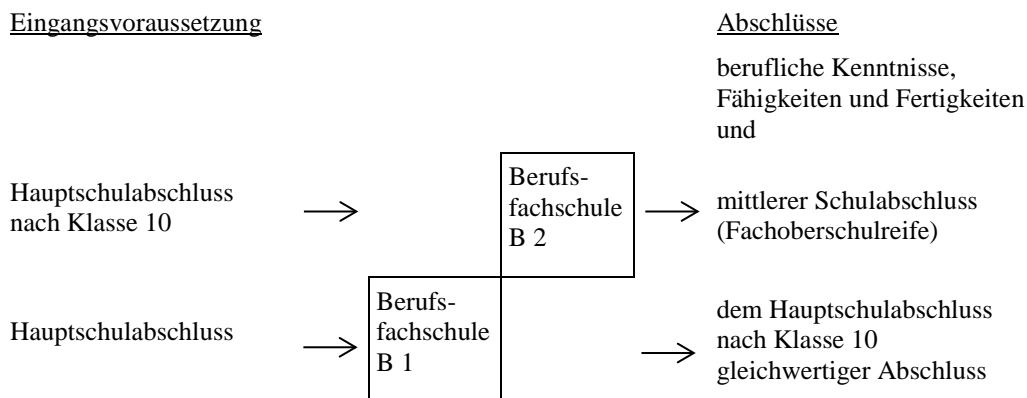 Eingangsvoraussetzung
Abschlüsse
berufliche Kenntnisse,
Fähigkeiten und Fertigkeiten
und
Hauptschulabschluss
nach Klasse 10
Berufs-
fachschule
B 2
mittlerer Schulabschluss
(Fachoberschulreife)
Hauptschulabschluss
Berufs-
fachschule
B 1
dem Hauptschulabschluss
nach Klasse 10
gleichwertiger Abschluss